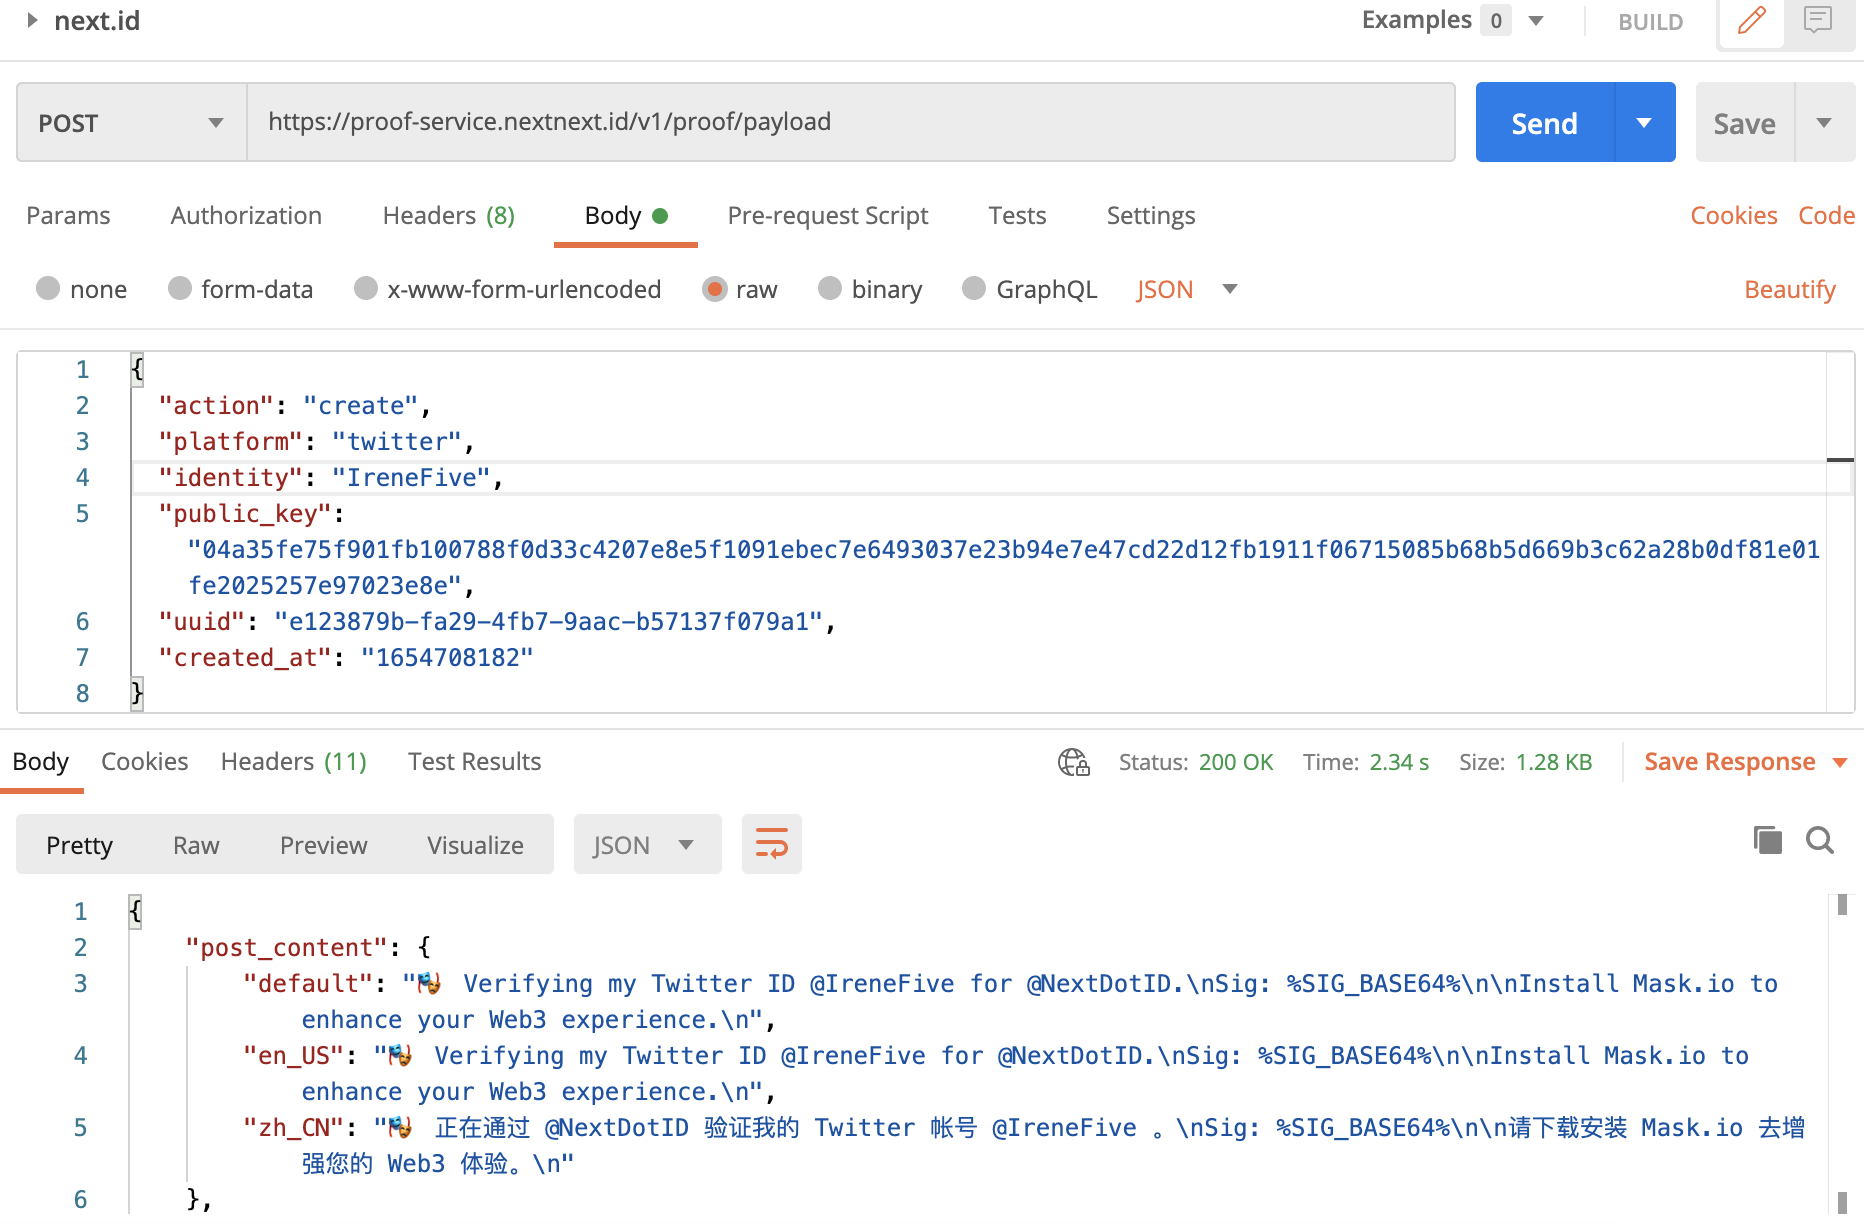 next.id
Examples 0
BUILD
POST
https://proof-service.nextnext.id/v1/proof/payload
Send
Save
Params Authorization Headers (8) Body Pre-request Script Tests Settings Cookies Code
none form-data x-www-form-urlencoded raw binary GraphQL JSON Beautify
1 {
2 "action": "create",
3 "platform": "twitter",
4 "identity": "IreneFive",
5 "public_key":
"04a35fe75f901fb100788f0d33c4207e8e5f1091ebec7e6493037e23b94e7e47cd22d12fb1911f06715085b68b5d669b3c62a28b0df81e01
fe2025257e97023e8e",
6 "uuid": "e123879b-fa29-4fb7-9aac-b57137f079a1",
7 "created_at": "1654708182"
8 }
Body Cookies Headers (11) Test Results Status: 200 OK Time: 2.34 s Size: 1.28 KB Save Response
Pretty Raw Preview Visualize JSON
1 {
2 "post_content": {
3 "default": "🎭 Verifying my Twitter ID @IreneFive for @NextDotID.\nSig: %SIG_BASE64%\n\nInstall Mask.io to
enhance your Web3 experience.\n",
4 "en_US": "🎭 Verifying my Twitter ID @IreneFive for @NextDotID.\nSig: %SIG_BASE64%\n\nInstall Mask.io to
enhance your Web3 experience.\n",
5 "zh_CN": "🎭 正在通过 @NextDotID 验证我的 Twitter 帐号 @IreneFive 。\nSig: %SIG_BASE64%\n\n请下载安装 Mask.io 去增
强您的 Web3 体验。\n"
6 },